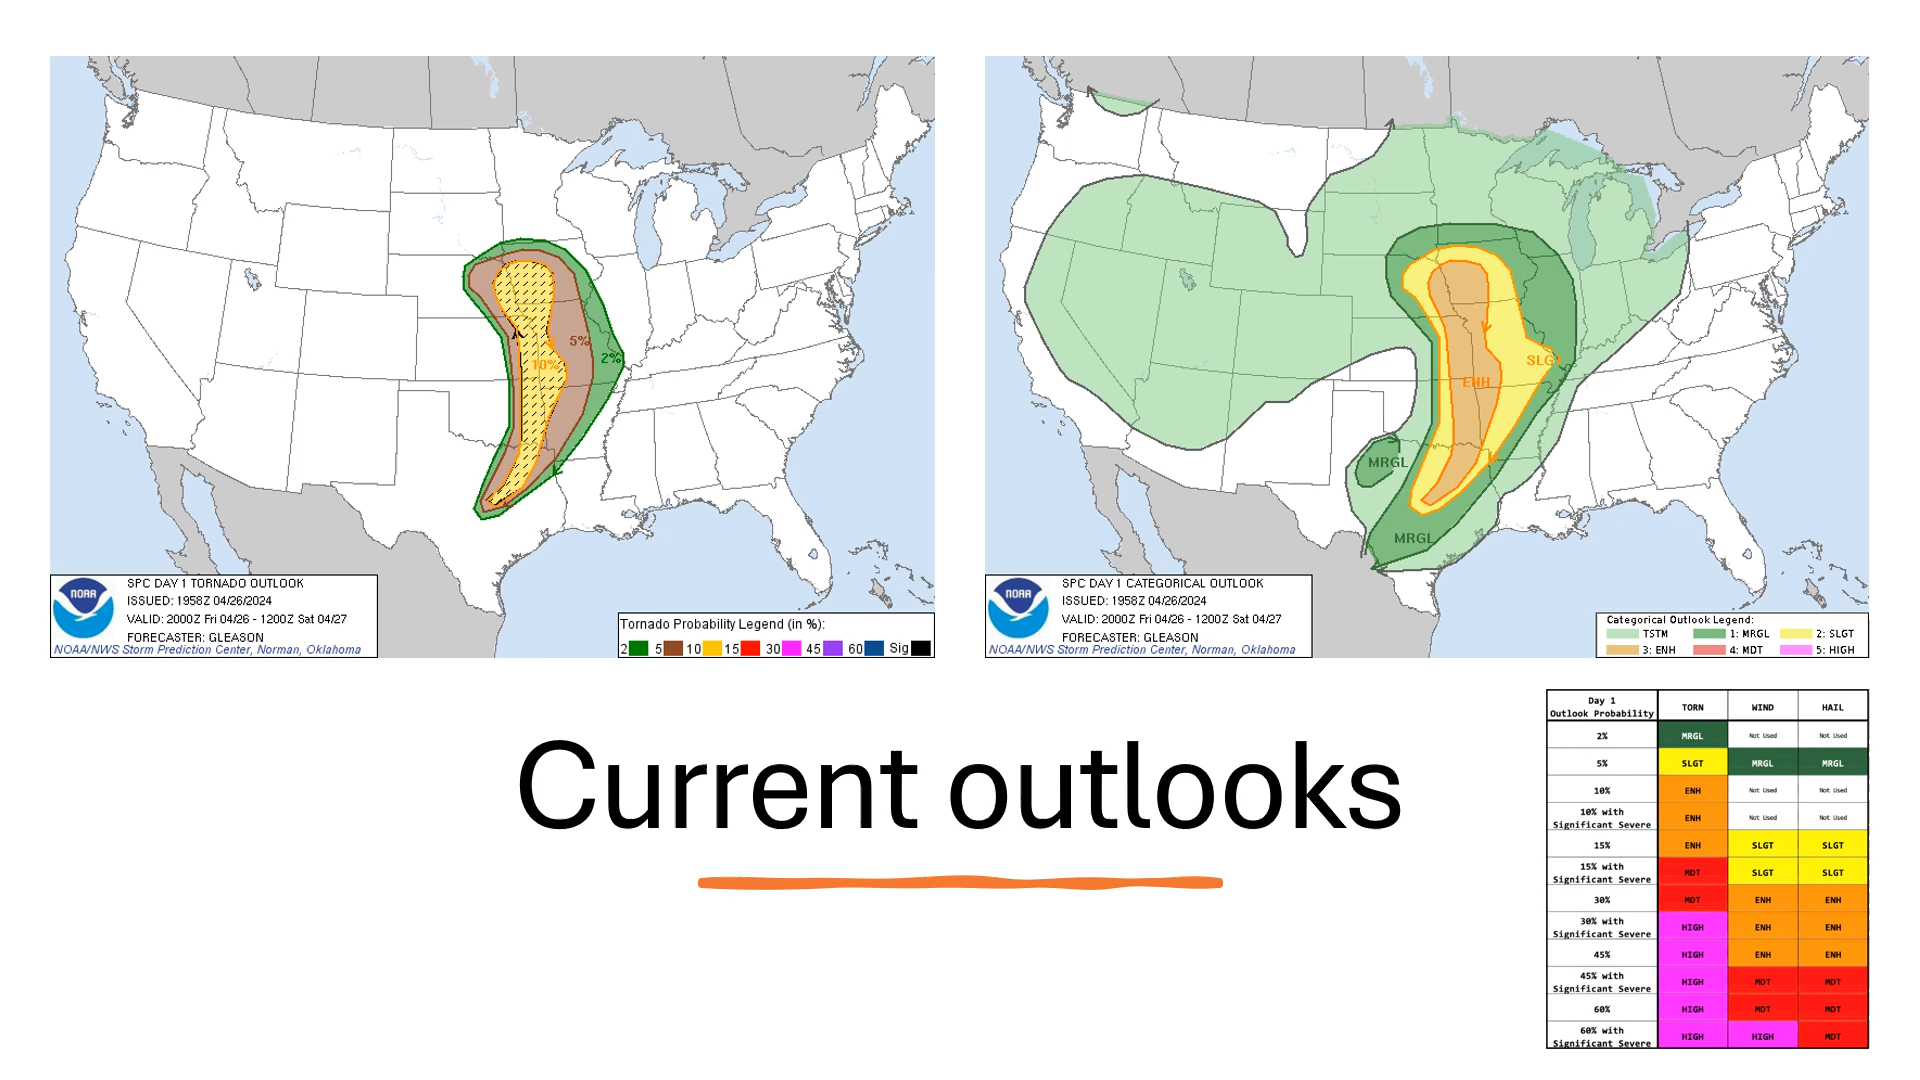 5%
2%
10%
NOAA
SPC DAY 1 TORNADO OUTLOOK
ISSUED: 1958Z 04/26/2024
VALID: 2000Z Fri 04/26 - 1200Z Sat 04/27
FORECASTER: GLEASON
NOAA/NWS Storm Prediction Center, Norman, Oklahoma
Tornado Probability Legend (in %):
2 5 10 15 30 45 60 Sig
SLGT
ENH
MRGL
MRGL
NOAA
SPC DAY 1 CATEGORICAL OUTLOOK
ISSUED: 1958Z 04/26/2024
VALID: 2000Z Fri 04/26 - 1200Z Sat 04/27
FORECASTER: GLEASON
NOAA/NWS Storm Prediction Center, Norman, Oklahoma
Categorical Outlook Legend:
TSTM 1: MRGL 2: SLGT
3: ENH 4: MDT 5: HIGH
Current outlooks
Day 1
Outlook Probability TORN WIND HAIL
2% MRGL Not Used Not Used
5% SLGT MRGL MRGL
10% ENH Not Used Not Used
10% with
Significant Severe ENH Not Used Not Used
15% ENH SLGT SLGT
15% with
Significant Severe MDT SLGT SLGT
30% MDT ENH ENH
30% with
Significant Severe HIGH ENH ENH
45% HIGH ENH ENH
45% with
Significant Severe HIGH MDT MDT
60% HIGH MDT MDT
60% with
Significant Severe HIGH HIGH MDT